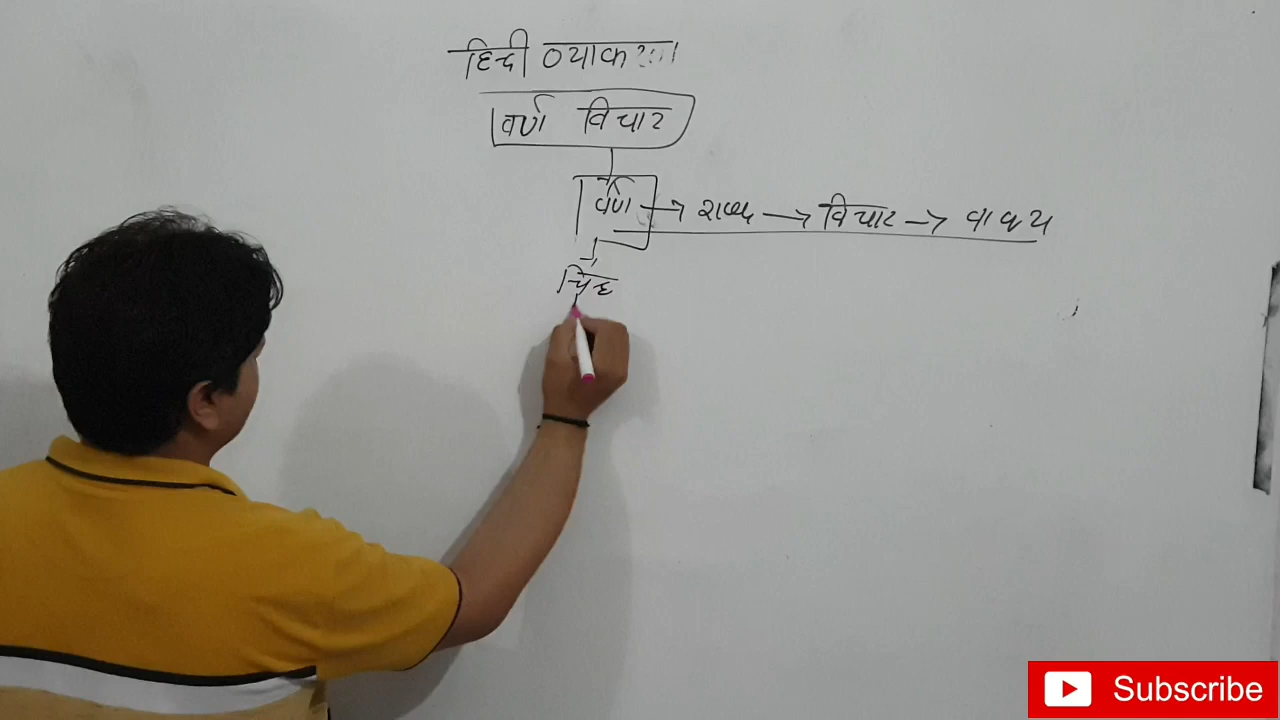 हिन्दी व्याकरण
वर्ण विचार
वर्ण → शब्द → विचार → वाक्य
चिह्न
Subscribe